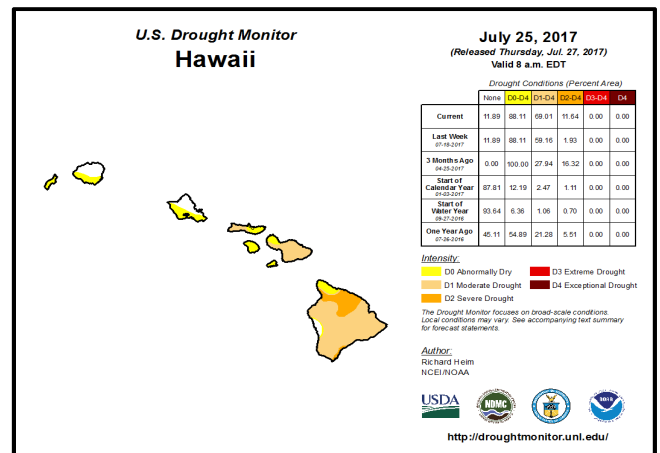 U.S. Drought Monitor
Hawaii
July 25, 2017
(Released Thursday, Jul. 27, 2017)
Valid 8 a.m. EDT
Drought Conditions (Percent Area)
None D0-D4 D1-D4 D2-D4 D3-D4 D4
Current 11.89 88.11 69.01 11.64 0.00 0.00
Last Week 11.89 88.11 59.16 1.93 0.00 0.00
07-18-2017
3 Months Ago 0.00 100.00 27.94 16.32 0.00 0.00
04-25-2017
Start of
Calendar Year 87.81 12.19 2.47 1.11 0.00 0.00
01-03-2017
Start of
Water Year 93.64 6.36 1.06 0.70 0.00 0.00
09-27-2016
One Year Ago 45.11 54.89 21.28 5.51 0.00 0.00
07-26-2016
Intensity:
D0 Abnormally Dry D3 Extreme Drought
D1 Moderate Drought D4 Exceptional Drought
D2 Severe Drought
The Drought Monitor focuses on broad-scale conditions.
Local conditions may vary. See accompanying text summary
for forecast statements.
Author:
Richard Heim
NCEI/NOAA
USDA NDMC
http://droughtmonitor.unl.edu/